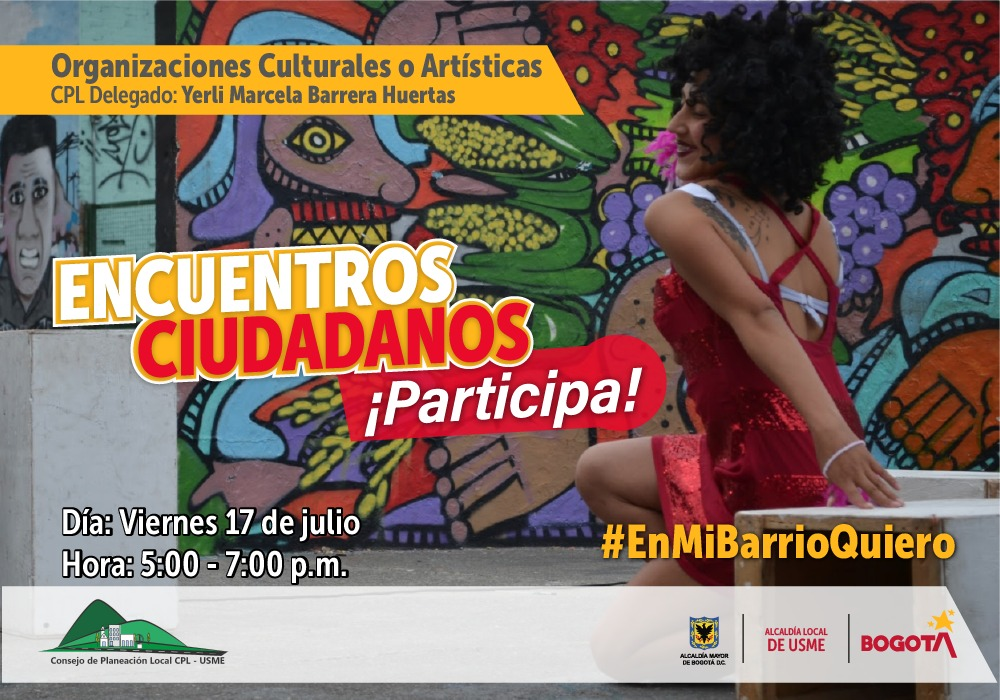 Organizaciones Culturales o Artísticas
CPL Delegado: Yerli Marcela Barrera Huertas
ENCUENTROS
CIUDADANOS
¡Participa!
Día: Viernes 17 de julio
Hora: 5:00 - 7:00 p.m.
#EnMiBarrioQuiero
Consejo de Planeación Local CPL - USME
ALCALDÍA MAYOR
DE BOGOTÁ D.C.
ALCALDÍA LOCAL
DE USME
BOGOTÁ